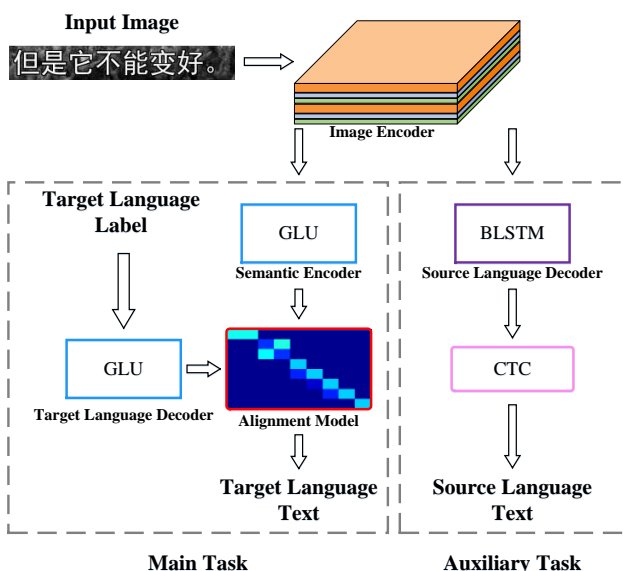 Input Image
但是它不能变好。
Image Encoder
Target Language
Label
GLU
Semantic Encoder
GLU
Target Language Decoder
Alignment Model
Target Language
Text
Main Task
BLSTM
Source Language Decoder
CTC
Source Language
Text
Auxiliary Task